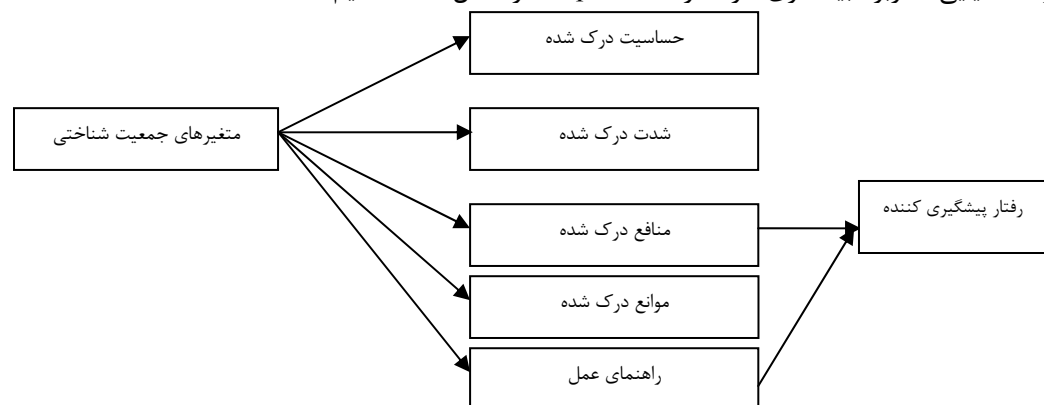 حساسیت درک شده
متغیرهای جمعیت شناختی
شدت درک شده
رفتار پیشگیری کننده
منافع درک شده
موانع درک شده
راهنمای عمل